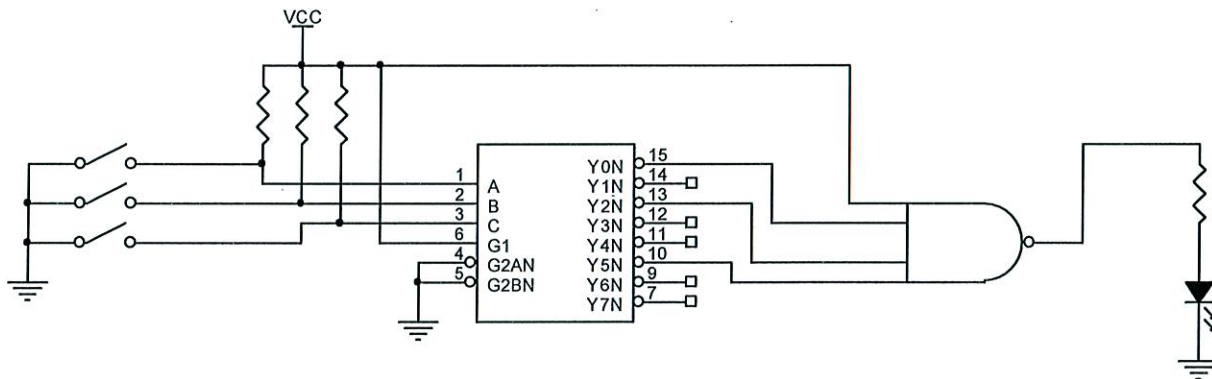 VCC
1 A
2 B
3 C
6 G1
4 G2AN
5 G2BN
Y0N 15
Y1N 14
Y2N 13
Y3N 12
Y4N 11
Y5N 10
Y6N 9
Y7N 7